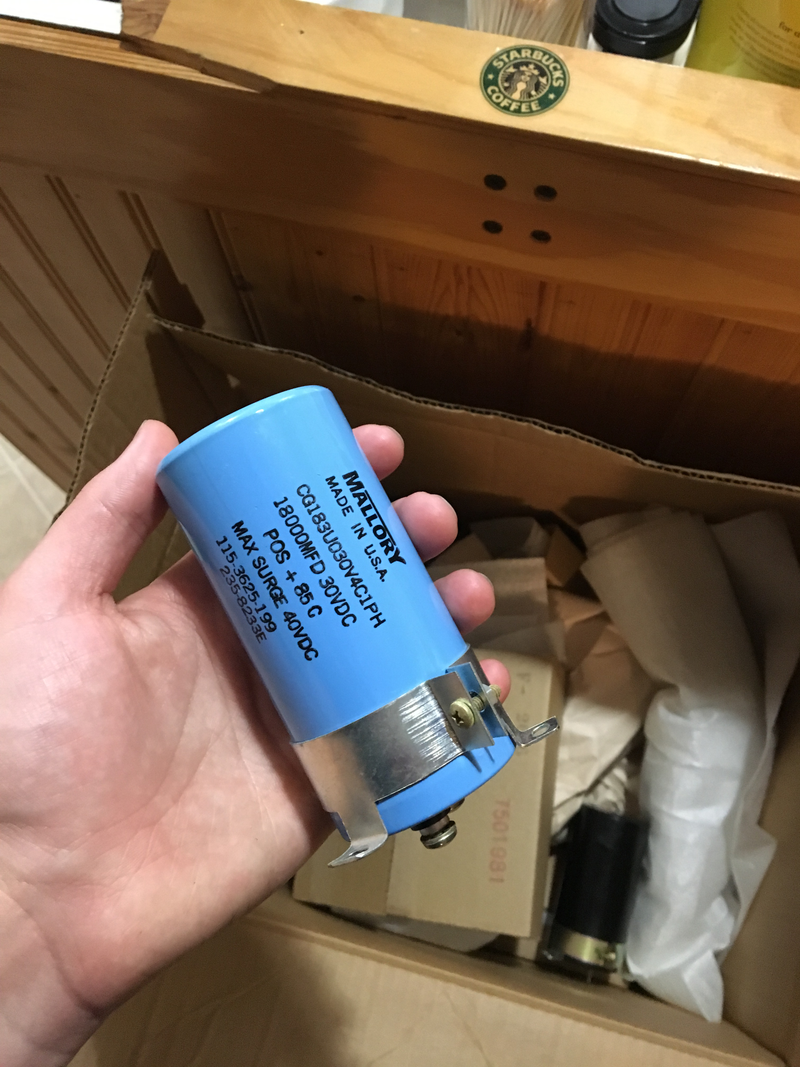 STARBUCKS
COFFEE
MALLORY
MADE IN U.S.A.
CG183U030V4C1PH
18000MFD 30VDC
POS + 85 C
MAX SURGE 40VDC
115.3625.199
235-8233E
7501981